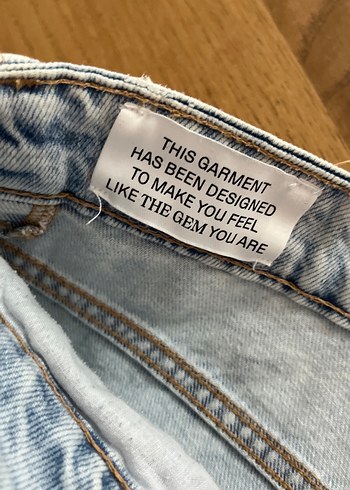 THIS GARMENT
HAS BEEN DESIGNED
TO MAKE YOU FEEL
LIKE THE GEM YOU ARE